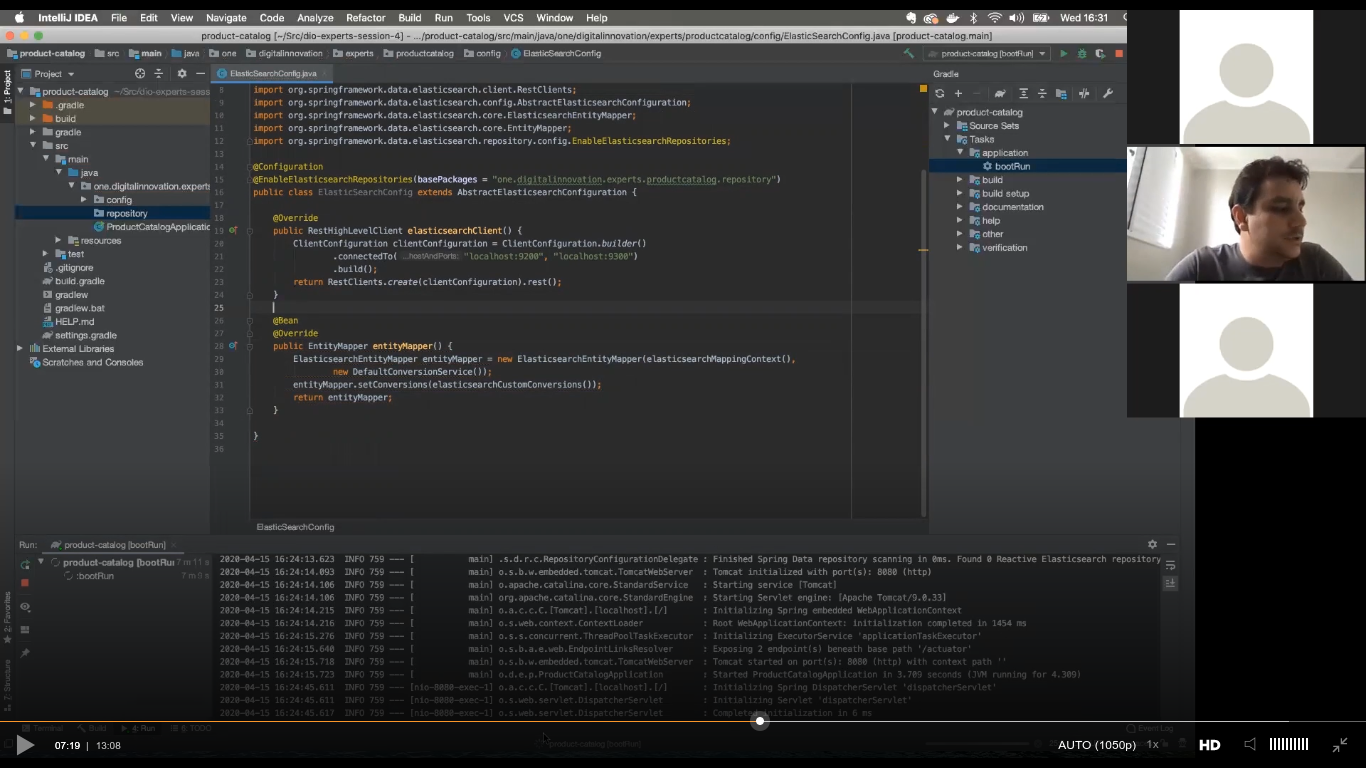 IntelliJ IDEA File Edit View Navigate Code Analyze Refactor Build Run Tools VCS Window Help Wed 16:31
product-catalog [~/Src/dio-experts-session-4] - .../product-catalog/src/main/java/one/digitalinnovation/experts/productcatalog/config/ElasticSearchConfig.java [product-catalog.main]
product-catalog src main java one digitalinnovation experts productcatalog config ElasticSearchConfig product-catalog [bootRun]
1: Project
Project
product-catalog ~/Src/dio-experts-sess
.gradle
build
gradle
src
main
java
one.digitalinnovation.experts
config
repository
ProductCatalogApplicatio
resources
test
.gitignore
build.gradle
gradlew
gradlew.bat
HELP.md
settings.gradle
External Libraries
Scratches and Consoles
ElasticSearchConfig.java
8 import org.springframework.data.elasticsearch.client.RestClients;
9 import org.springframework.data.elasticsearch.config.AbstractElasticsearchConfiguration;
10 import org.springframework.data.elasticsearch.core.ElasticsearchEntityMapper;
11 import org.springframework.data.elasticsearch.core.EntityMapper;
12 import org.springframework.data.elasticsearch.repository.config.EnableElasticsearchRepositories;
13
14 @Configuration
15 @EnableElasticsearchRepositories(basePackages = "one.digitalinnovation.experts.productcatalog.repository")
16 public class ElasticSearchConfig extends AbstractElasticsearchConfiguration {
17
18 @Override
19 public RestHighLevelClient elasticsearchClient() {
20 ClientConfiguration clientConfiguration = ClientConfiguration.builder()
21 .connectedTo( ...hostAndPorts: "localhost:9200", "localhost:9300")
22 .build();
23 return RestClients.create(clientConfiguration).rest();
24 }
25
26 @Bean
27 @Override
28 public EntityMapper entityMapper() {
29 ElasticsearchEntityMapper entityMapper = new ElasticsearchEntityMapper(elasticsearchMappingContext(),
30 new DefaultConversionService());
31 entityMapper.setConversions(elasticsearchCustomConversions());
32 return entityMapper;
33 }
34
35 }
36
ElasticSearchConfig
Gradle
product-catalog
Source Sets
Tasks
application
bootRun
build
build setup
documentation
help
other
verification
Run: product-catalog [bootRun]
product-catalog [bootRu 7 m 11 s
:bootRun
2020-04-15 16:24:13.623 INFO 759 --- [ main] .s.d.r.c.RepositoryConfigurationDelegate : Finished Spring Data repository scanning in 0ms. Found 0 Reactive Elasticsearch repository
2020-04-15 16:24:14.093 INFO 759 --- [ main] o.s.b.w.embedded.tomcat.TomcatWebServer : Tomcat initialized with port(s): 8080 (http)
2020-04-15 16:24:14.106 INFO 759 --- [ main] o.apache.catalina.core.StandardService : Starting service [Tomcat]
2020-04-15 16:24:14.106 INFO 759 --- [ main] org.apache.catalina.core.StandardEngine : Starting Servlet engine: [Apache Tomcat/9.0.33]
2020-04-15 16:24:14.215 INFO 759 --- [ main] o.a.c.c.C.[Tomcat].[localhost].[/] : Initializing Spring embedded WebApplicationContext
2020-04-15 16:24:14.216 INFO 759 --- [ main] o.s.web.context.ContextLoader : Root WebApplicationContext: initialization completed in 1454 ms
2020-04-15 16:24:15.276 INFO 759 --- [ main] o.s.s.concurrent.ThreadPoolTaskExecutor : Initializing ExecutorService 'applicationTaskExecutor'
2020-04-15 16:24:15.640 INFO 759 --- [ main] o.s.b.a.e.web.EndpointLinksResolver : Exposing 2 endpoint(s) beneath base path '/actuator'
2020-04-15 16:24:15.718 INFO 759 --- [ main] o.s.b.w.embedded.tomcat.TomcatWebServer : Tomcat started on port(s): 8080 (http) with context path ''
2020-04-15 16:24:15.723 INFO 759 --- [ main] o.d.e.p.ProductCatalogApplication : Started ProductCatalogApplication in 3.709 seconds (JVM running for 4.309)
2020-04-15 16:24:45.611 INFO 759 --- [nio-8080-exec-1] o.a.c.c.C.[Tomcat].[localhost].[/] : Initializing Spring DispatcherServlet 'dispatcherServlet'
2020-04-15 16:24:45.611 INFO 759 --- [nio-8080-exec-1] o.s.web.servlet.DispatcherServlet : Initializing Servlet 'dispatcherServlet'
2020-04-15 16:24:45.617 INFO 759 --- [nio-8080-exec-1] o.s.web.servlet.DispatcherServlet : Completed initialization in 6 ms
2: Favorites
Z: Structure
Terminal Build 4: Run 6: TODO Event Log
product-catalog [bootRun]
07:19 | 13:08 AUTO (1050p) 1x HD